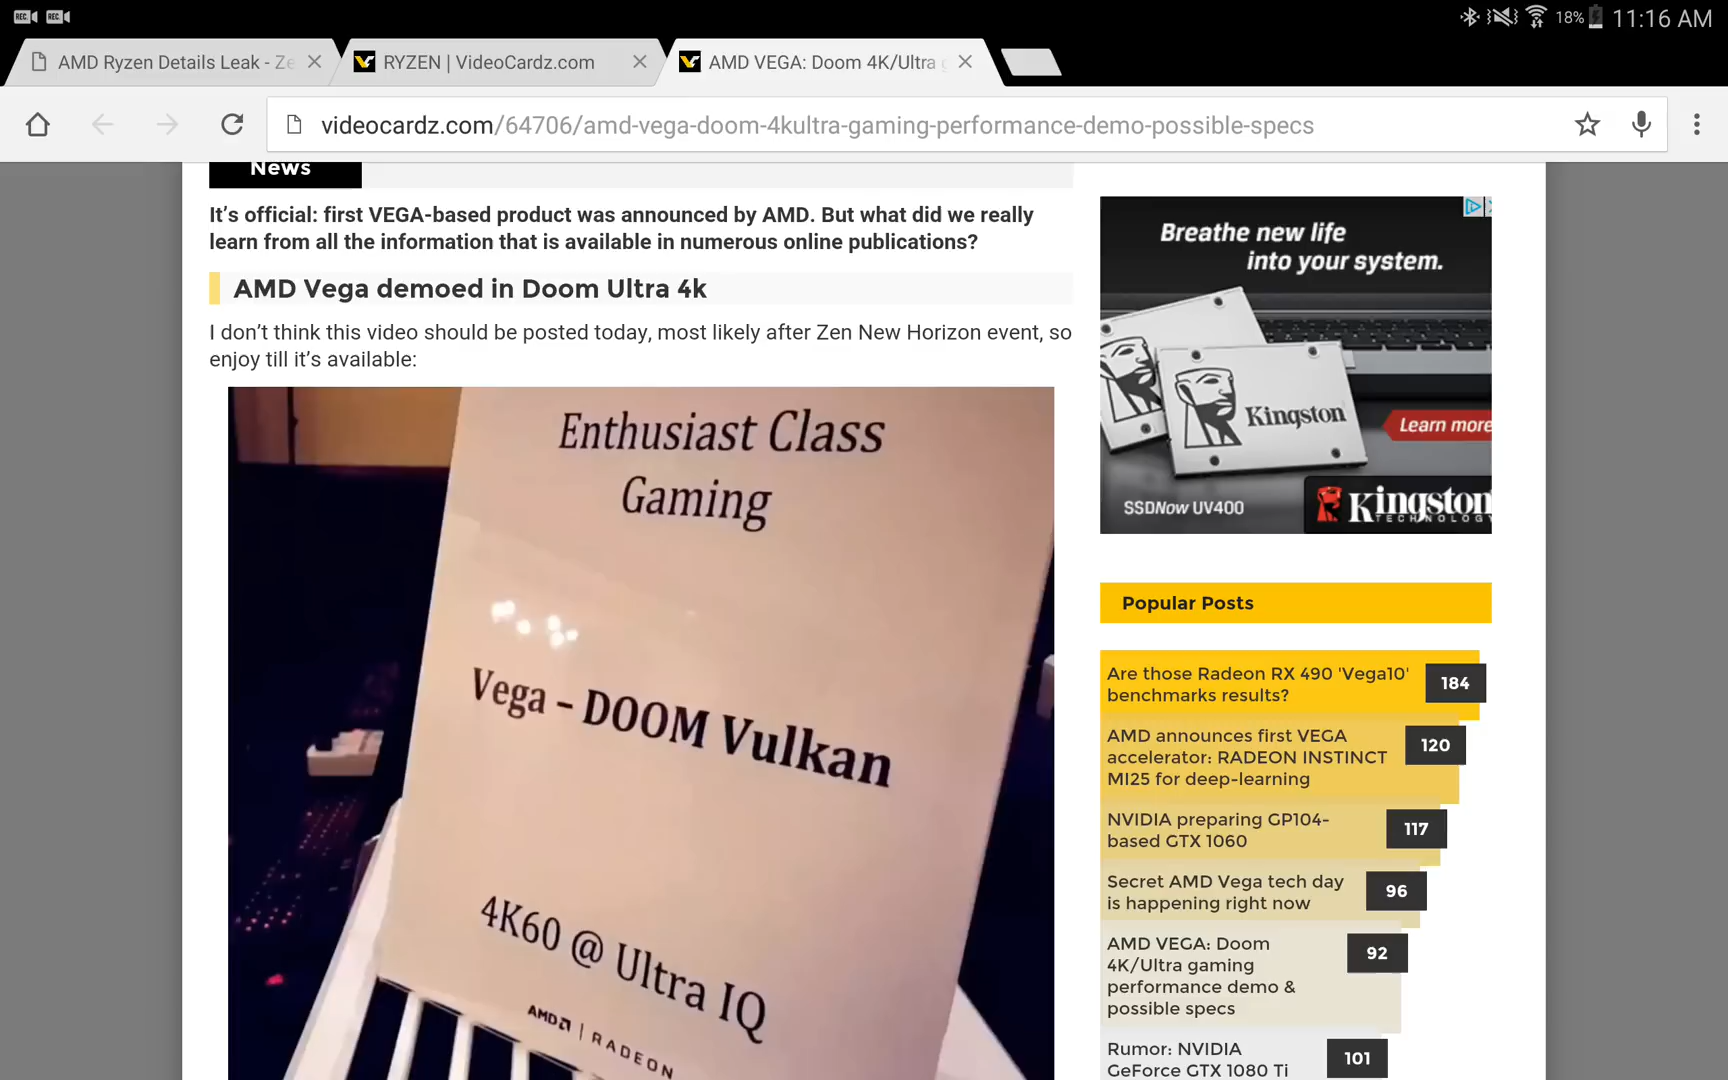 REC. REC. 18% 11:16 AM
AMD Ryzen Details Leak - Ze
RYZEN | VideoCardz.com
AMD VEGA: Doom 4K/Ultra g
videocardz.com/64706/amd-vega-doom-4kultra-gaming-performance-demo-possible-specs
News
It’s official: first VEGA-based product was announced by AMD. But what did we really
learn from all the information that is available in numerous online publications?
AMD Vega demoed in Doom Ultra 4k
I don’t think this video should be posted today, most likely after Zen New Horizon event, so
enjoy till it’s available:
Enthusiast Class
Gaming
Vega – DOOM Vulkan
4K60 @ Ultra IQ
AMD | RADEON
Breathe new life
into your system.
Kingston
Learn more
SSDNow UV400
Kingston
TECHNOLOGY
Popular Posts
Are those Radeon RX 490 'Vega10'
benchmarks results?
184
AMD announces first VEGA
accelerator: RADEON INSTINCT
MI25 for deep-learning
120
NVIDIA preparing GP104-
based GTX 1060
117
Secret AMD Vega tech day
is happening right now
96
AMD VEGA: Doom
4K/Ultra gaming
performance demo &
possible specs
92
Rumor: NVIDIA
GeForce GTX 1080 Ti
101